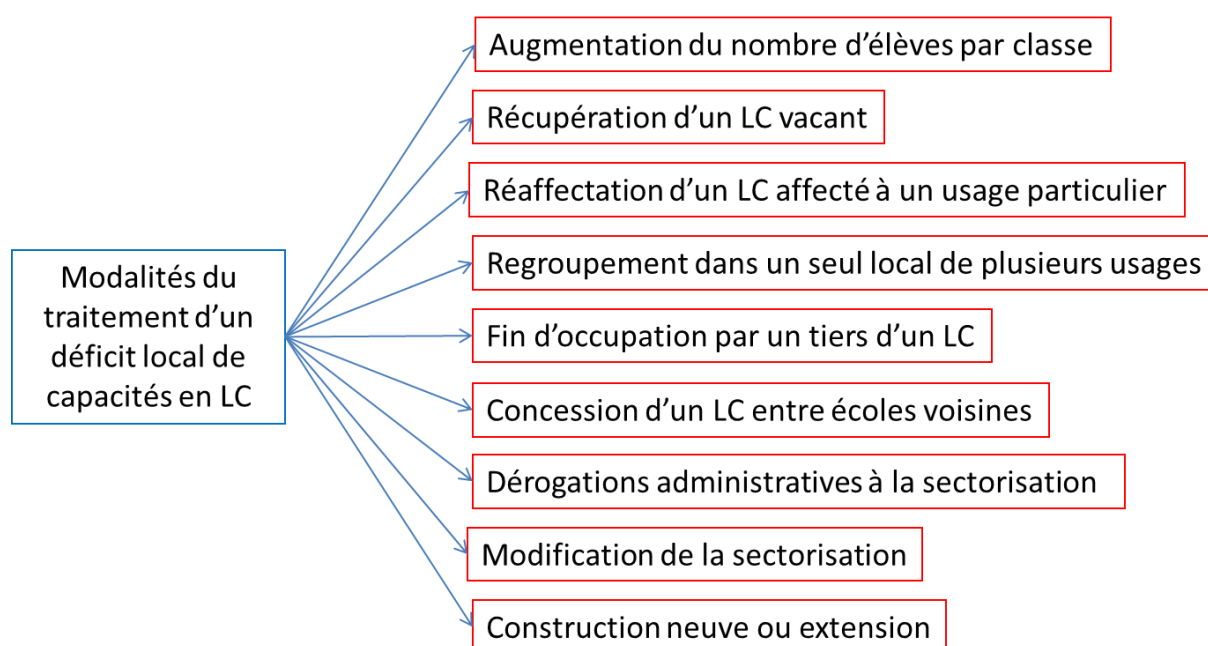 Augmentation du nombre d’élèves par classe
Récupération d’un LC vacant
Réaffectation d’un LC affecté à un usage particulier
Regroupement dans un seul local de plusieurs usages
Modalités du
traitement d’un
déficit local de
capacités en LC
Fin d’occupation par un tiers d’un LC
Concession d’un LC entre écoles voisines
Dérogations administratives à la sectorisation
Modification de la sectorisation
Construction neuve ou extension